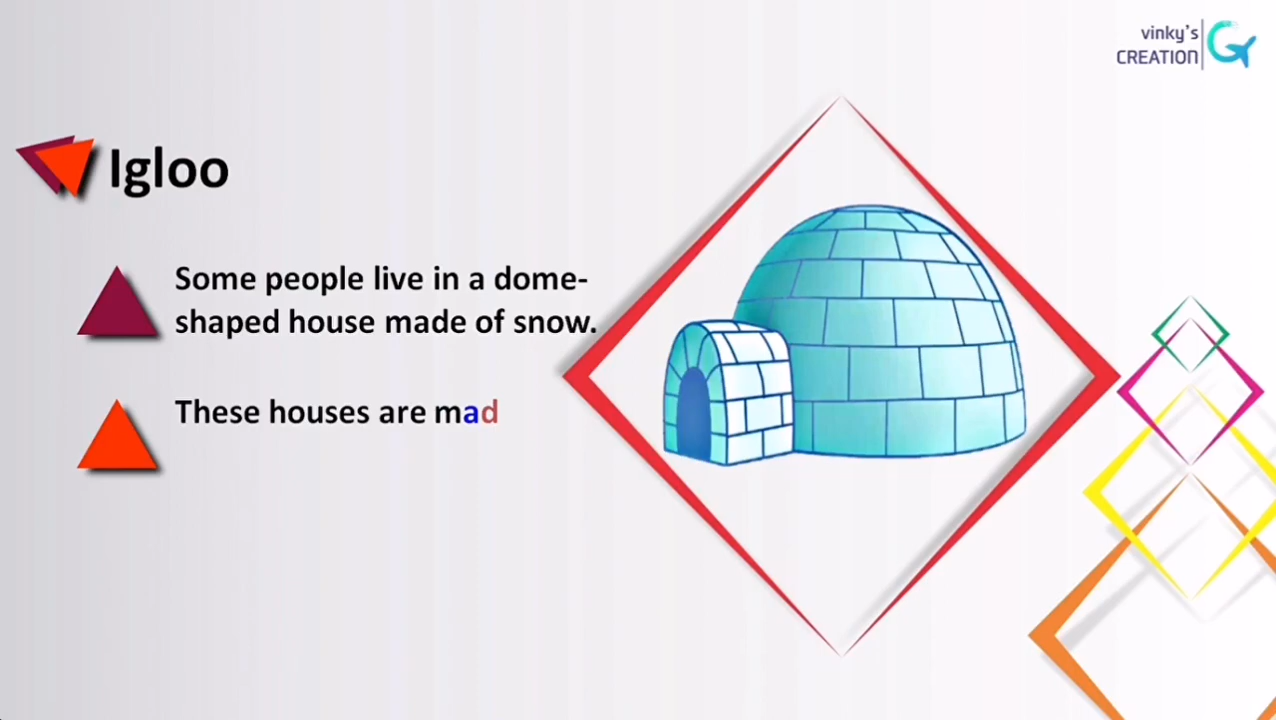 vinky's
CREATION
Igloo
Some people live in a dome-
shaped house made of snow.
These houses are mad